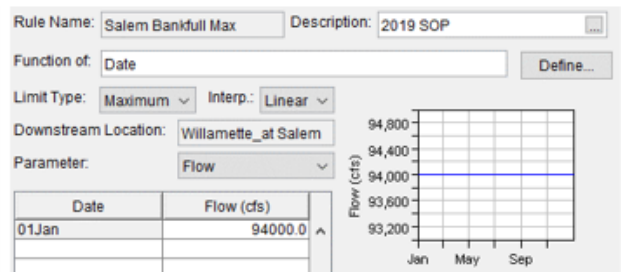 Rule Name: Salem Bankfull Max Description: 2019 SOP ...
Function of: Date Define...
Limit Type: Maximum Interp.: Linear
Downstream Location: Willamette_at Salem
Parameter: Flow
Date Flow (cfs)
01Jan 94000.0
Flow (cfs)
94,800
94,400
94,000
93,600
93,200
Jan May Sep